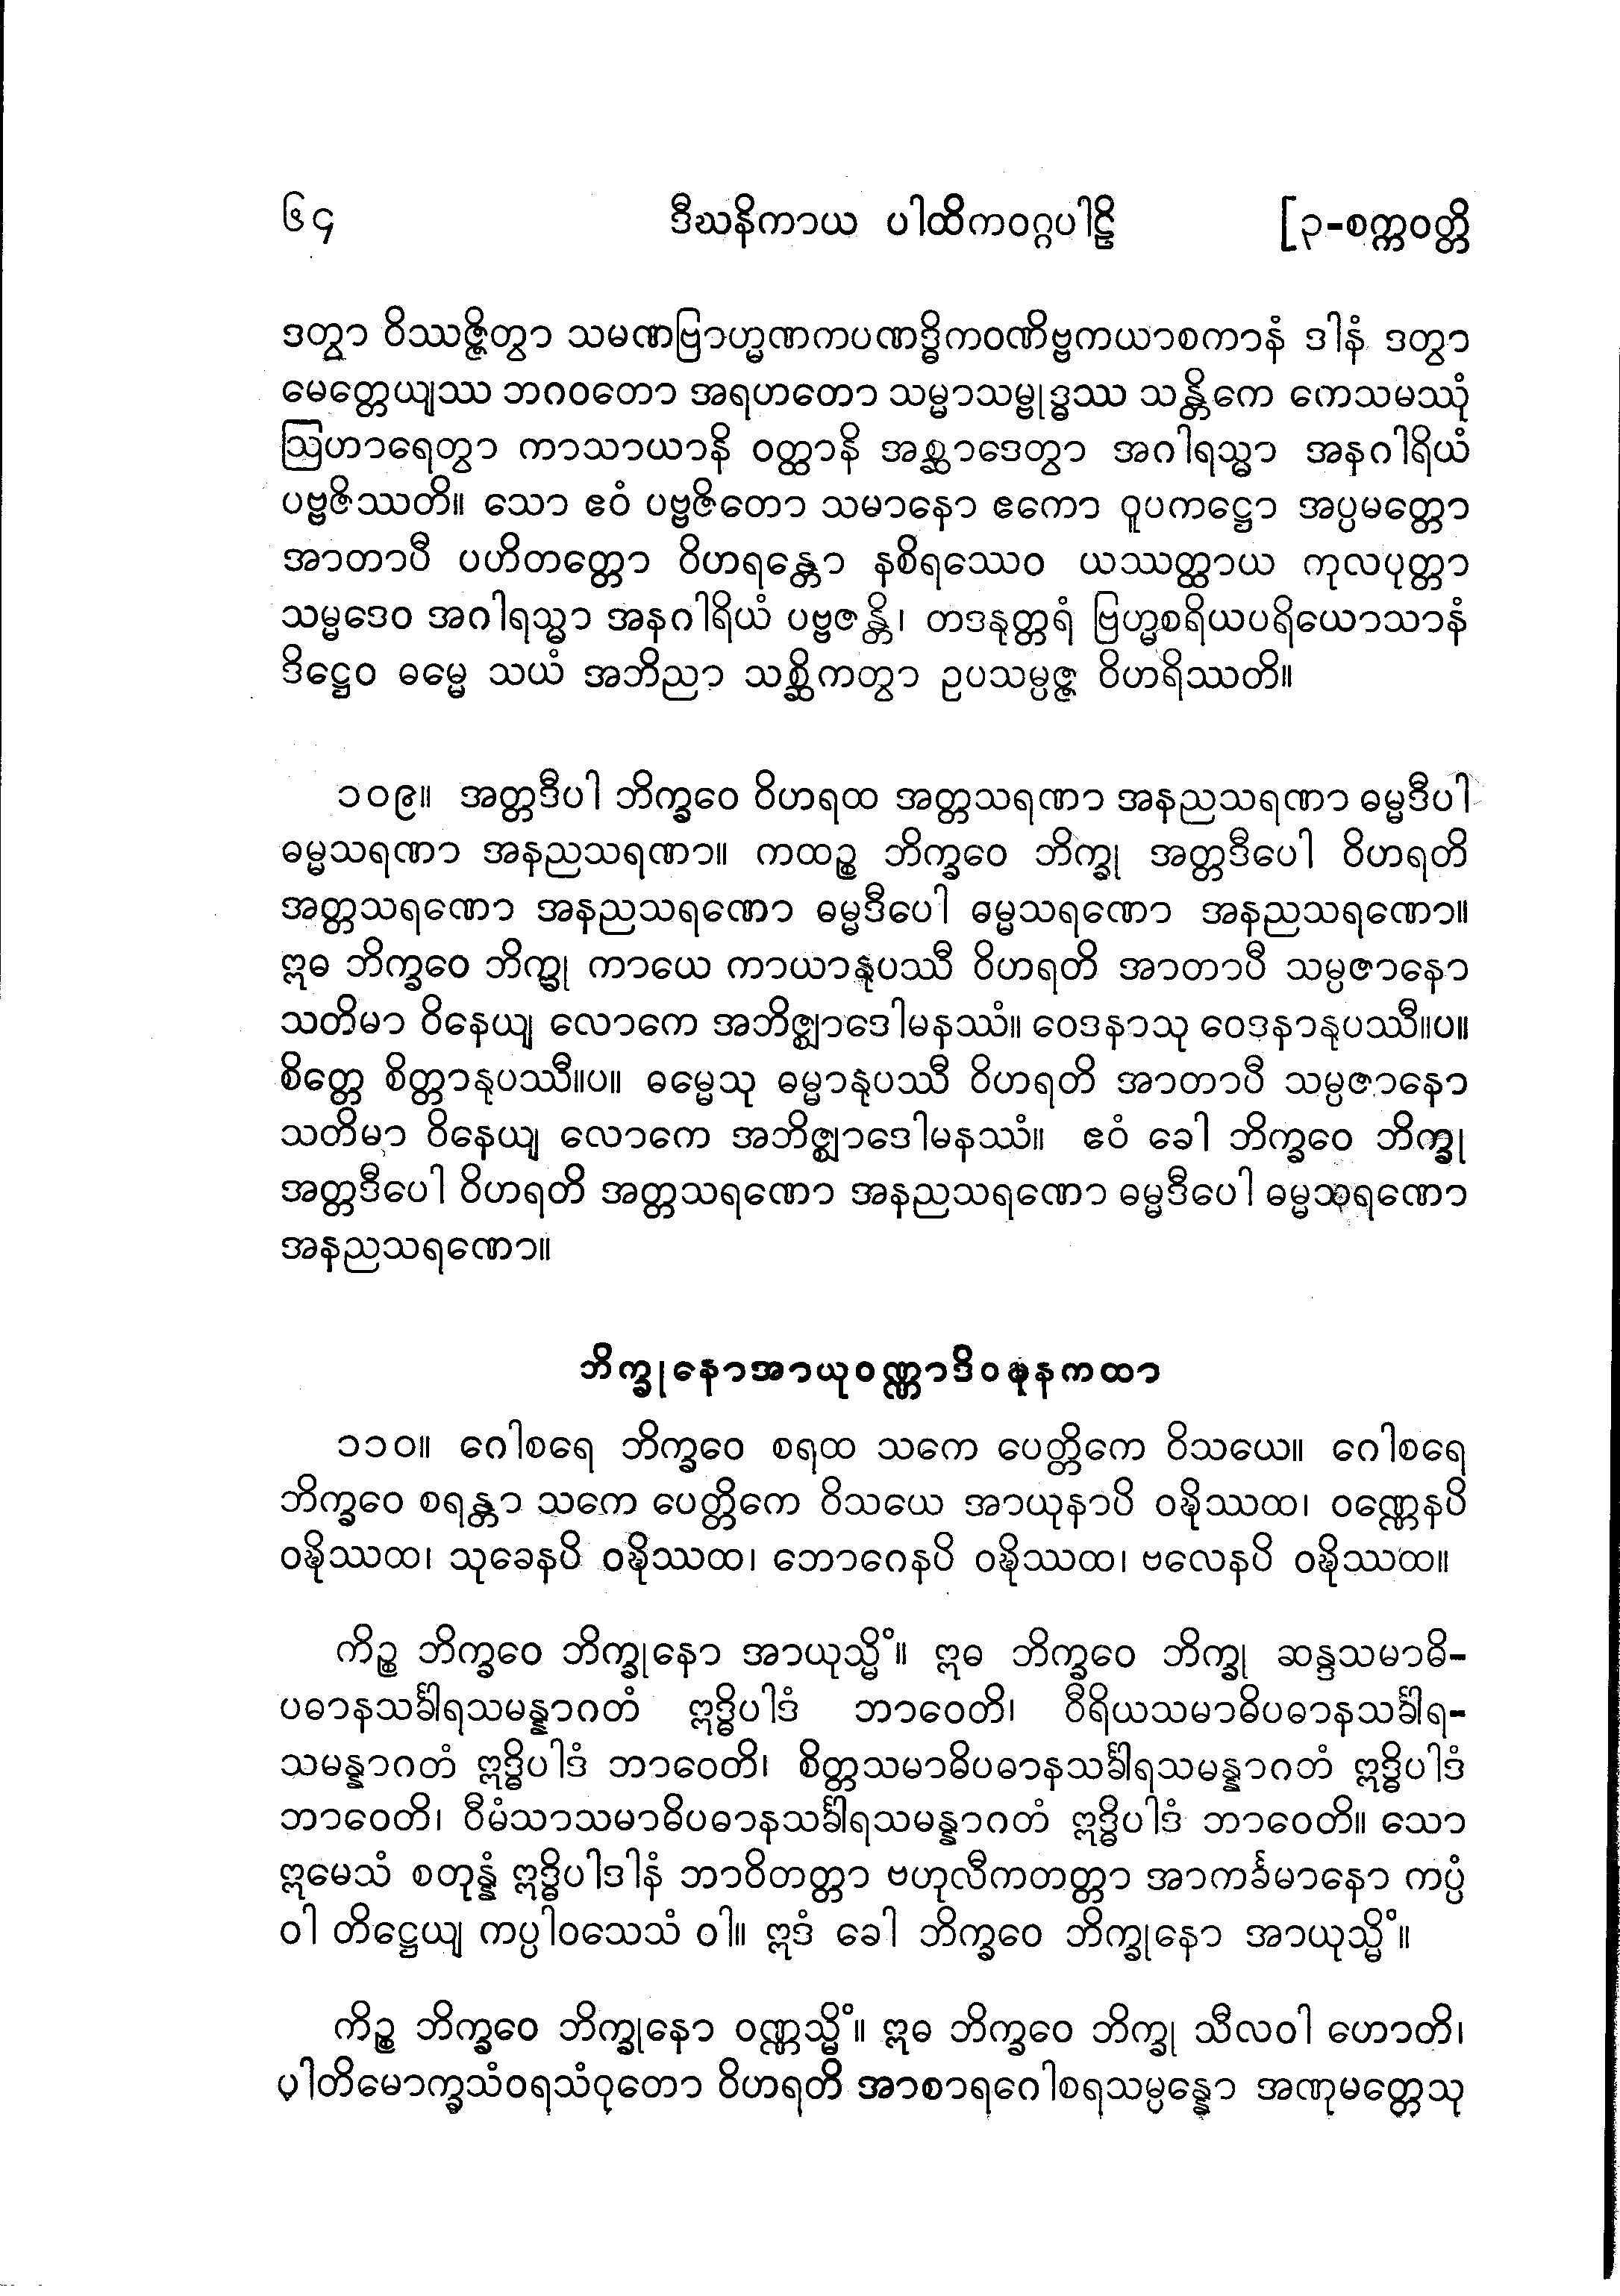 ၆၄ ဒီဃနိကာယ ပါထိကဝဂ္ဂပါဠိ [၃-စက္ကဝတ္တိ
ဒတွာ ဝိဿဇ္ဇိတွာ သမဏဗြာဟ္မဏကပဏဒ္ဓိကဝဏိဗ္ဗကယာစကာနံ ဒါနံ ဒတွာ
မေတ္တေယျဿ ဘဂဝတော အရဟတော သမ္မာသမ္ဗုဒ္ဓဿ သန္တိကေ ကေသမဿုံ
ဩဟာရေတွာ ကာသာယာနိ ဝတ္ထာနိ အစ္ဆာဒေတွာ အဂါရသ္မာ အနဂါရိယံ
ပဗ္ဗဇိဿတိ။ သော ဧဝံ ပဗ္ဗဇိတော သမာနော ဧကော ဝူပကဋ္ဌော အပ္ပမတ္တော
အာတာပီ ပဟိတတ္တော ဝိဟရန္တော နစိရဿေဝ ယဿတ္ထာယ ကုလပုတ္တာ
သမ္မဒေဝ အဂါရသ္မာ အနဂါရိယံ ပဗ္ဗဇန္တိ၊ တဒနုတ္တရံ ဗြဟ္မစရိယပရိယောသာနံ
ဒိဋ္ဌေဝ ဓမ္မေ သယံ အဘိညာ သစ္ဆိကတွာ ဥပသမ္ပဇ္ဇ ဝိဟရိဿတိ။
၁၀၉။ အတ္တဒီပါ ဘိက္ခဝေ ဝိဟရထ အတ္တသရဏာ အနညသရဏာ ဓမ္မဒီပါ
ဓမ္မသရဏာ အနညသရဏာ။ ကထဉ္စ ဘိက္ခဝေ ဘိက္ခု အတ္တဒီပေါ ဝိဟရတိ
အတ္တသရဏော အနညသရဏော ဓမ္မဒီပေါ ဓမ္မသရဏော အနညသရဏော။
ဣဓ ဘိက္ခဝေ ဘိက္ခု ကာယေ ကာယာနုပဿီ ဝိဟရတိ အာတာပီ သမ္ပဇာနော
သတိမာ ဝိနေယျ လောကေ အဘိဇ္ဈာဒေါမနဿံ။ ဝေဒနာသု ဝေဒနာနုပဿီ။ပ။
စိတ္တေ စိတ္တာနုပဿီ။ပ။ ဓမ္မေသု ဓမ္မာနုပဿီ ဝိဟရတိ အာတာပီ သမ္ပဇာနော
သတိမာ ဝိနေယျ လောကေ အဘိဇ္ဈာဒေါမနဿံ။ ဧဝံ ခေါ ဘိက္ခဝေ ဘိက္ခု
အတ္တဒီပေါ ဝိဟရတိ အတ္တသရဏော အနညသရဏော ဓမ္မဒီပေါ ဓမ္မသရဏော
အနညသရဏော။
ဘိက္ခုနောအာယုဝဏ္ဏာဒိဝဍ္ဎနကထာ
၁၁၀။ ဂေါစရေ ဘိက္ခဝေ စရထ သကေ ပေတ္တိကေ ဝိသယေ။ ဂေါစရေ
ဘိက္ခဝေ စရန္တာ သကေ ပေတ္တိကေ ဝိသယေ အာယုနာပိ ဝဍ္ဎိဿထ၊ ဝဏ္ဏေနပိ
ဝဍ္ဎိဿထ၊ သုခေနပိ ဝဍ္ဎိဿထ၊ ဘောဂေနပိ ဝဍ္ဎိဿထ၊ ဗလေနပိ ဝဍ္ဎိဿထ။
ကိဉ္စ ဘိက္ခဝေ ဘိက္ခုနော အာယုသ္မိံ။ ဣဓ ဘိက္ခဝေ ဘိက္ခု ဆန္ဒသမာဓိ-
ပဓာနသင်္ခါရသမန္နာဂတံ ဣဒ္ဓိပါဒံ ဘာဝေတိ၊ ဝီရိယသမာဓိပဓာနသင်္ခါရ-
သမန္နာဂတံ ဣဒ္ဓိပါဒံ ဘာဝေတိ၊ စိတ္တသမာဓိပဓာနသင်္ခါရသမန္နာဂတံ ဣဒ္ဓိပါဒံ
ဘာဝေတိ၊ ဝီမံသာသမာဓိပဓာနသင်္ခါရသမန္နာဂတံ ဣဒ္ဓိပါဒံ ဘာဝေတိ။ သော
ဣမေသံ စတုန္နံ ဣဒ္ဓိပါဒါနံ ဘာဝိတတ္တာ ဗဟုလီကတတ္တာ အာကင်္ခမာနော ကပ္ပံ
ဝါ တိဋ္ဌေယျ ကပ္ပါဝသေသံ ဝါ။ ဣဒံ ခေါ ဘိက္ခဝေ ဘိက္ခုနော အာယုသ္မိံ။
ကိဉ္စ ဘိက္ခဝေ ဘိက္ခုနော ဝဏ္ဏသ္မိံ။ ဣဓ ဘိက္ခဝေ ဘိက္ခု သီလဝါ ဟောတိ၊
ပါတိမောက္ခသံဝရသံဝုတော ဝိဟရတိ အာစာရဂေါစရသမ္ပန္နော အဏုမတ္တေသု